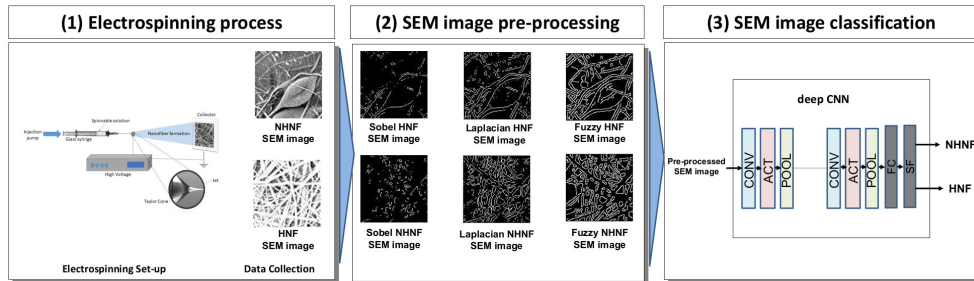 (1) Electrospinning process
(2) SEM image pre-processing
(3) SEM image classification
Injection
pump
Glass syringe
Spinnable solution
Nanofiber formation
Collector
High Voltage
Jet
Taylor Cone
NHNF
SEM image
HNF
SEM image
Electrospinning Set-up
Data Collection
Sobel HNF
SEM image
Laplacian HNF
SEM image
Fuzzy HNF
SEM image
Sobel NHNF
SEM image
Laplacian NHNF
SEM image
Fuzzy NHNF
SEM image
deep CNN
Pre-processed
SEM image
CONV
ACT
POOL
CONV
ACT
POOL
FC
SF
NHNF
HNF